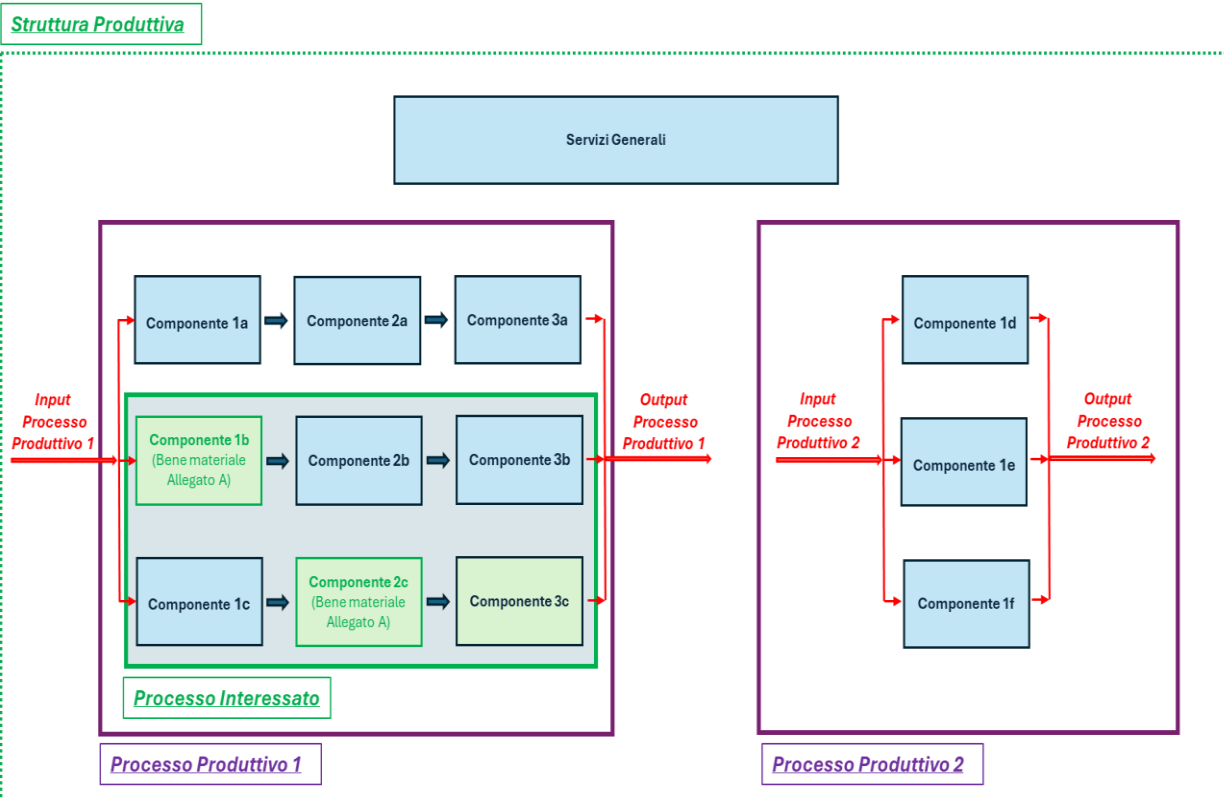 Struttura Produttiva
Servizi Generali
Componente 1a
Componente 2a
Componente 3a
Input
Processo
Produttivo 1
Componente 1b
(Bene materiale
Allegato A)
Componente 2b
Componente 3b
Output
Processo
Produttivo 1
Componente 1c
Componente 2c
(Bene materiale
Allegato A)
Componente 3c
Processo Interessato
Processo Produttivo 1
Componente 1d
Input
Processo
Produttivo 2
Componente 1e
Output
Processo
Produttivo 2
Componente 1f
Processo Produttivo 2